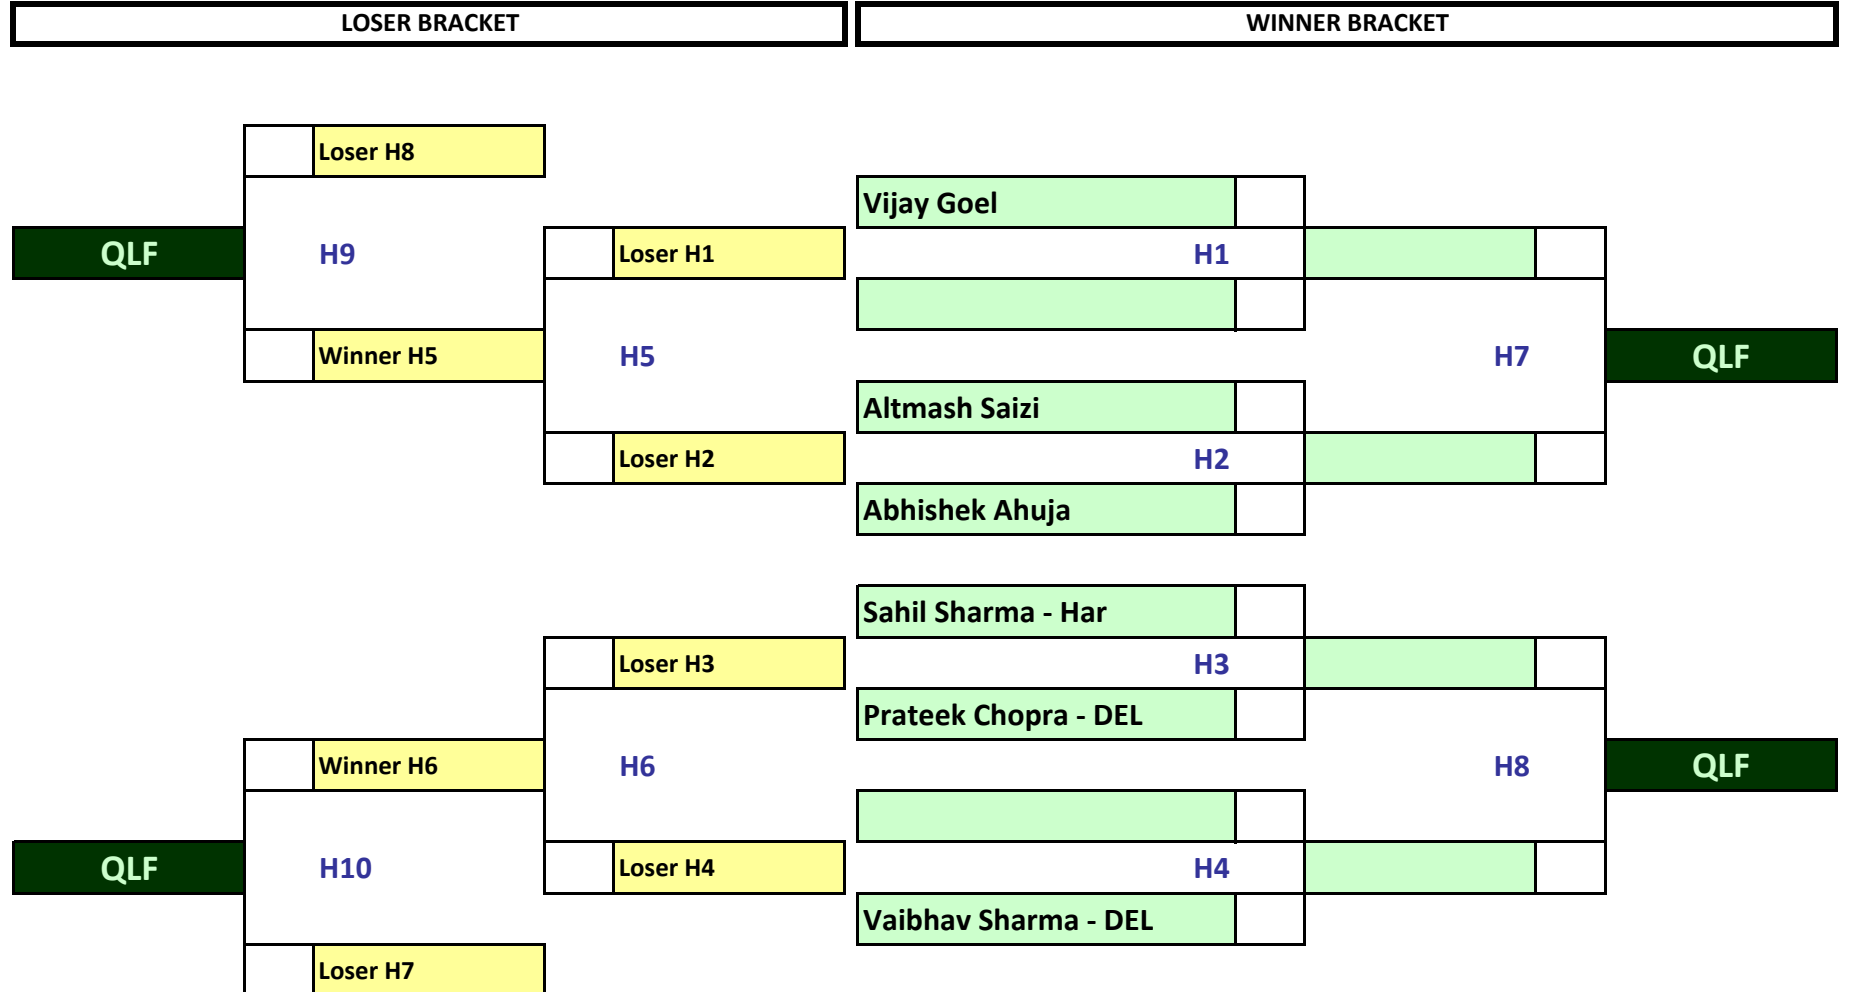 LOSER BRACKET
WINNER BRACKET
Loser H8
Vijay Goel
QLF
H9
Loser H1
H1
Winner H5
H5
H7
QLF
Altmash Saizi
Loser H2
H2
Abhishek Ahuja
Sahil Sharma - Har
Loser H3
H3
Prateek Chopra - DEL
Winner H6
H6
H8
QLF
QLF
H10
Loser H4
H4
Vaibhav Sharma - DEL
Loser H7